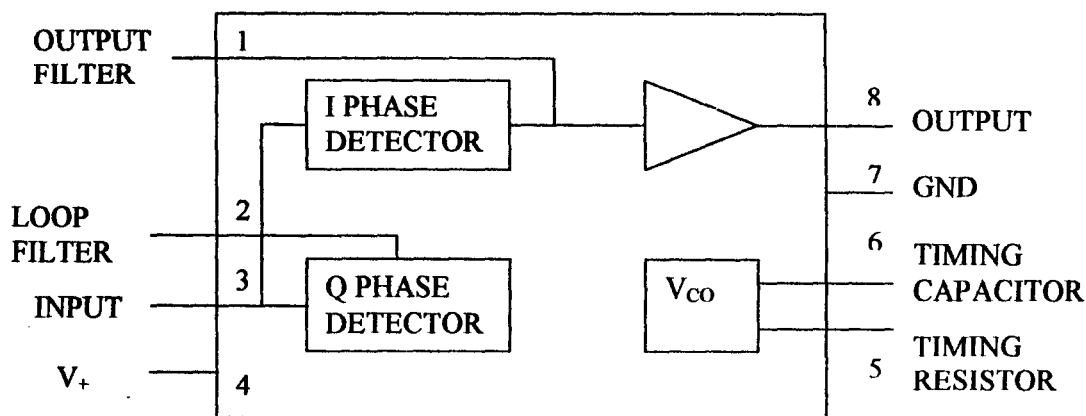 OUTPUT
FILTER
1
I PHASE
DETECTOR
8
OUTPUT
7
GND
LOOP
FILTER
2
3
INPUT
Q PHASE
DETECTOR
VCO
6
TIMING
CAPACITOR
5
TIMING
RESISTOR
V+
4